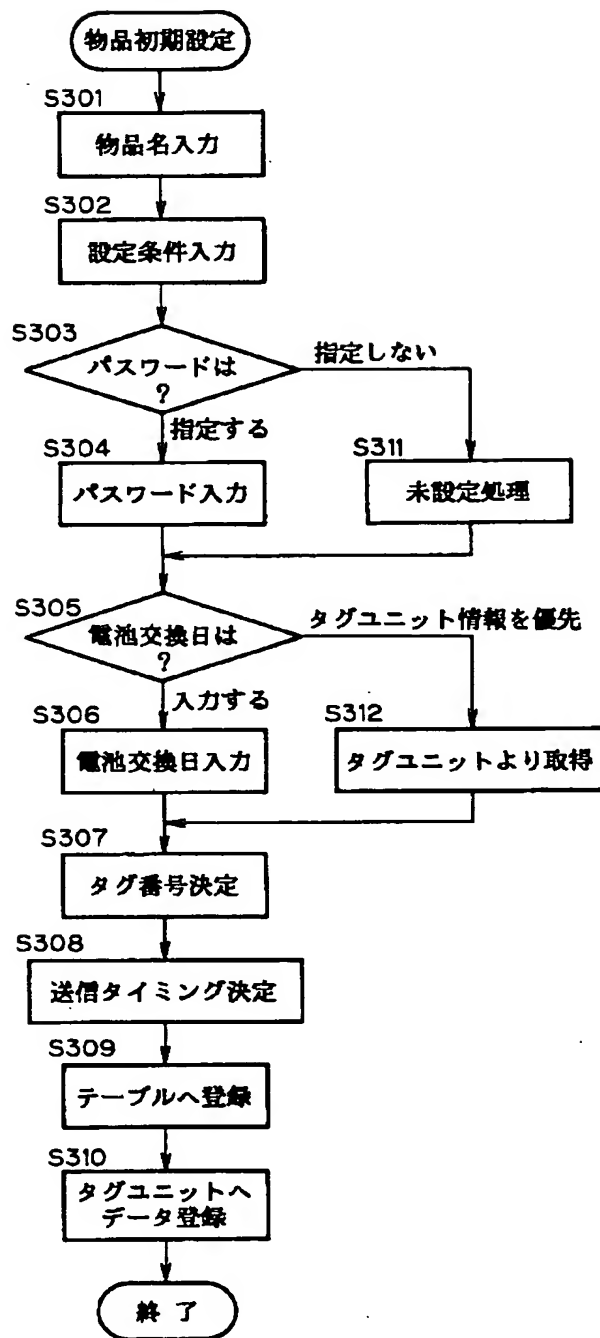 物品初期設定
S301
物品名入力
S302
設定条件入力
S303
パスワードは
?
指定しない
指定する
S304
パスワード入力
S311
未設定処理
S305
電池交換日は
?
タグユニット情報を優先
入力する
S306
電池交換日入力
S312
タグユニットより取得
S307
タグ番号決定
S308
送信タイミング決定
S309
テーブルへ登録
S310
タグユニットへ
データ登録
終了